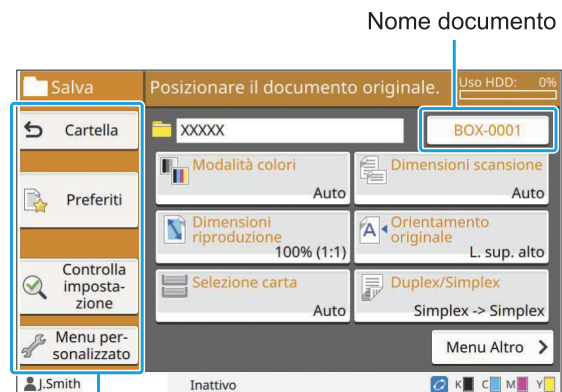 Nome documento
Salva
Posizionare il documento originale.
Uso HDD: 0%
Cartella
XXXXX
BOX-0001
Preferiti
Modalità colori
Auto
Dimensioni scansione
Auto
Dimensioni
riproduzione
100% (1:1)
Orientamento
originale
L. sup. alto
Controlla
imposta-
zione
Selezione carta
Auto
Duplex/Simplex
Simplex -> Simplex
Menu per-
sonalizzato
Menu Altro
J.Smith
Inattivo
K C M Y